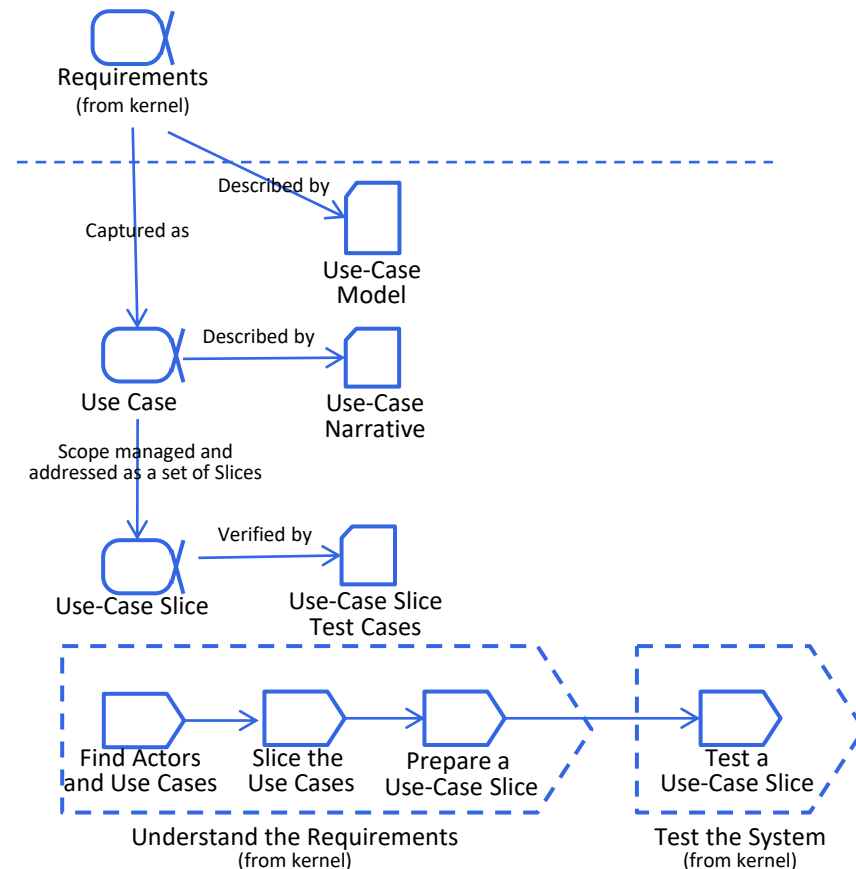 Requirements
(from kernel)
Described by
Captured as
Use-Case
Model
Described by
Use Case
Use-Case
Narrative
Scope managed and
addressed as a set of Slices
Verified by
Use-Case Slice
Use-Case Slice
Test Cases
Find Actors
and Use Cases
Slice the
Use Cases
Prepare a
Use-Case Slice
Test a
Use-Case Slice
Understand the Requirements
(from kernel)
Test the System
(from kernel)